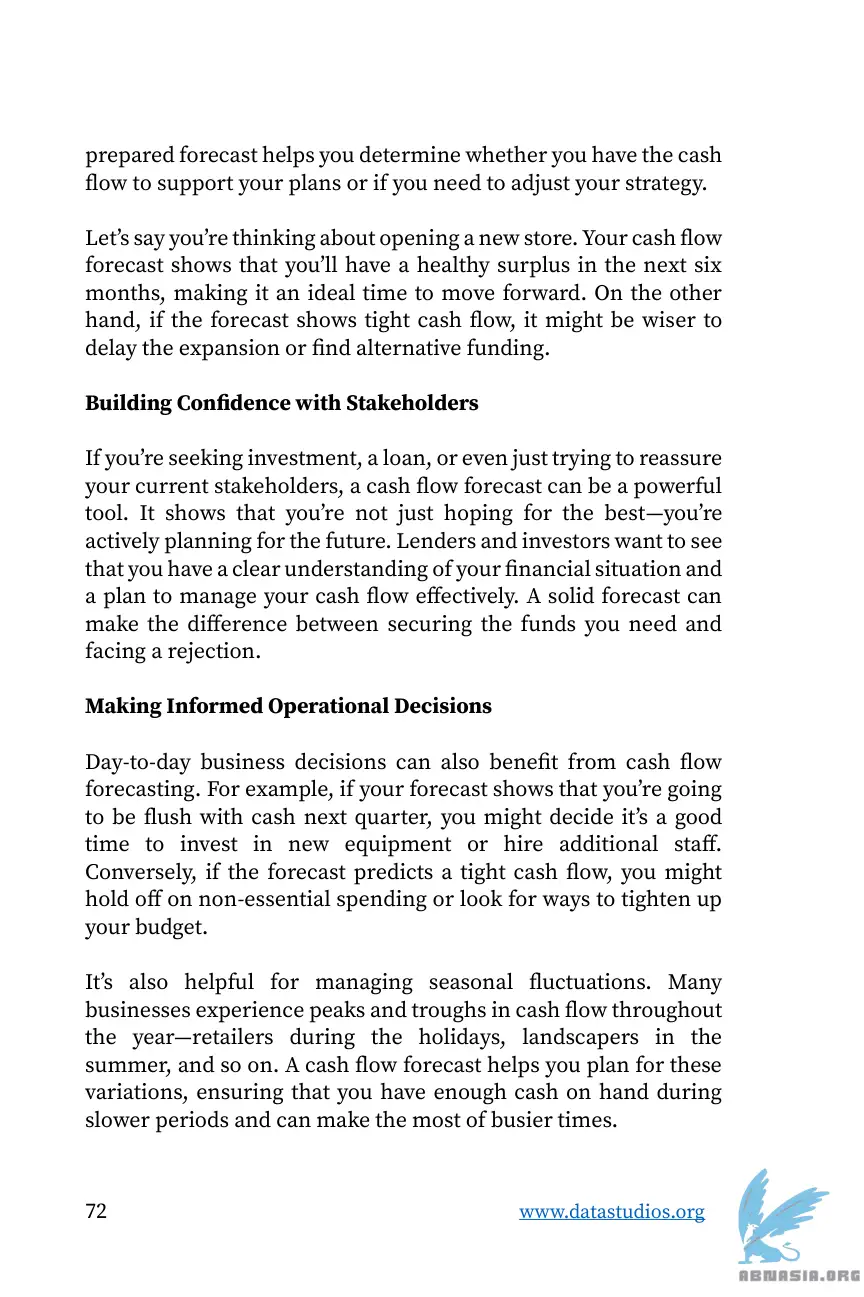 prepared forecast helps you determine whether you have the cash
flow to support your plans or if you need to adjust your strategy.
Let’s say you’re thinking about opening a new store. Your cash flow
forecast shows that you’ll have a healthy surplus in the next six
months, making it an ideal time to move forward. On the other
hand, if the forecast shows tight cash flow, it might be wiser to
delay the expansion or find alternative funding.
Building Confidence with Stakeholders
If you’re seeking investment, a loan, or even just trying to reassure
your current stakeholders, a cash flow forecast can be a powerful
tool. It shows that you’re not just hoping for the best—you’re
actively planning for the future. Lenders and investors want to see
that you have a clear understanding of your financial situation and
a plan to manage your cash flow effectively. A solid forecast can
make the difference between securing the funds you need and
facing a rejection.
Making Informed Operational Decisions
Day-to-day business decisions can also benefit from cash flow
forecasting. For example, if your forecast shows that you’re going
to be flush with cash next quarter, you might decide it’s a good
time to invest in new equipment or hire additional staff.
Conversely, if the forecast predicts a tight cash flow, you might
hold off on non-essential spending or look for ways to tighten up
your budget.
It’s also helpful for managing seasonal fluctuations. Many
businesses experience peaks and troughs in cash flow throughout
the year—retailers during the holidays, landscapers in the
summer, and so on. A cash flow forecast helps you plan for these
variations, ensuring that you have enough cash on hand during
slower periods and can make the most of busier times.
72 www.datastudios.org
ABNASIA.ORG